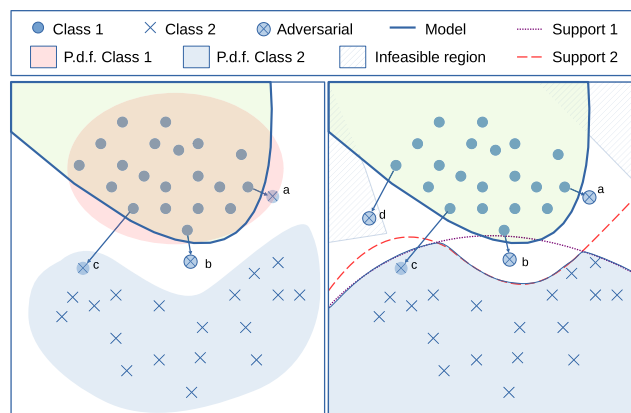 Class 1 Class 2 Adversarial Model Support 1
P.d.f. Class 1 P.d.f. Class 2 Infeasible region Support 2
a
b
c
a
d
b
c